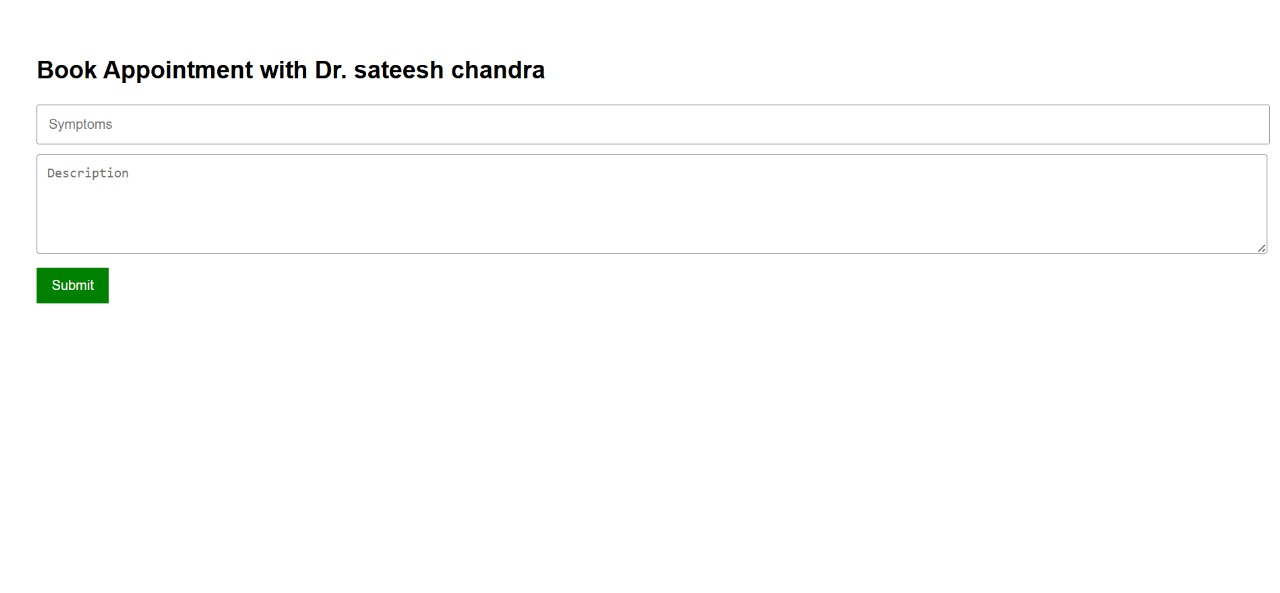 Book Appointment with Dr. sateesh chandra
Symptoms
Description
Submit